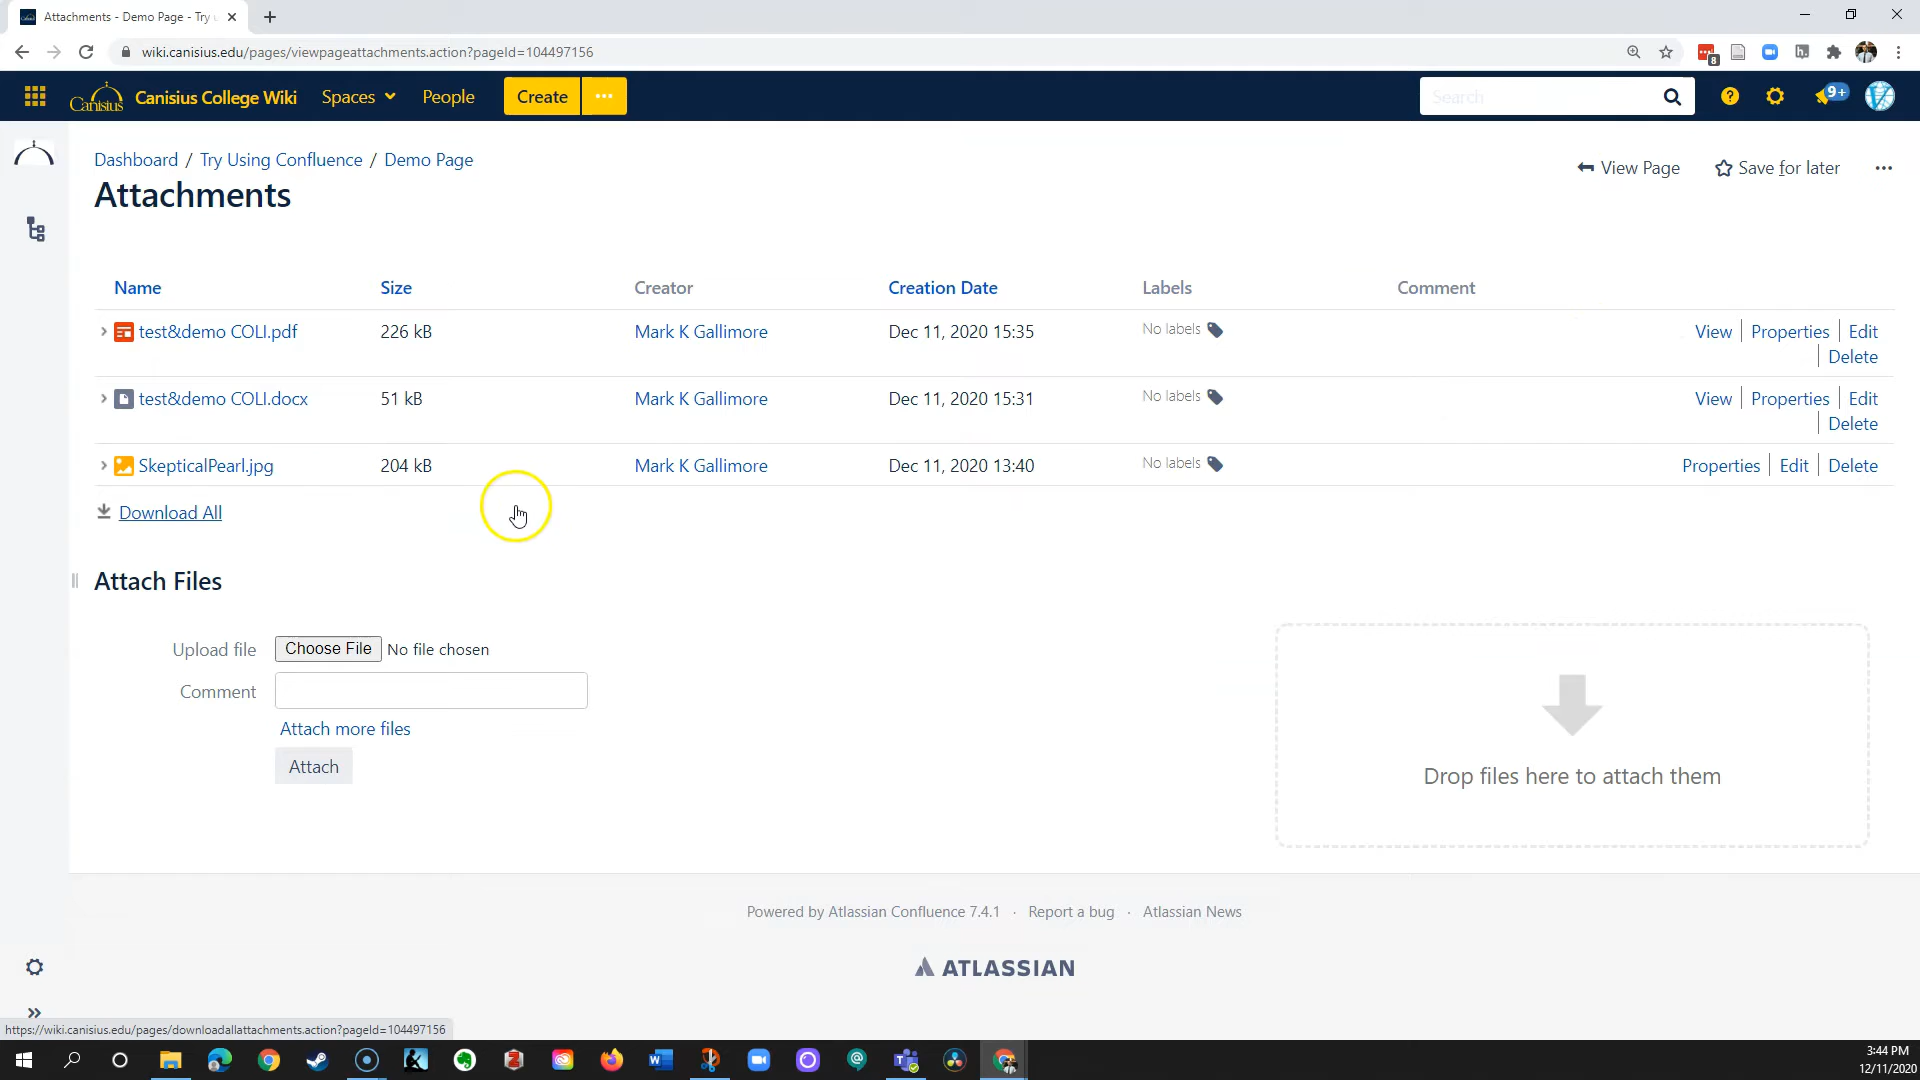 Attachments - Demo Page - Try u
wiki.canisius.edu/pages/viewpageattachments.action?pageId=104497156
8
h.
Canisius
Canisius College Wiki
Spaces
People
Create
Search
?
9+
Dashboard / Try Using Confluence / Demo Page
View Page
Save for later
Attachments
Name Size Creator Creation Date Labels Comment
test&demo COLI.pdf 226 kB Mark K Gallimore Dec 11, 2020 15:35 No labels View Properties Edit
Delete
test&demo COLI.docx 51 kB Mark K Gallimore Dec 11, 2020 15:31 No labels View Properties Edit
Delete
SkepticalPearl.jpg 204 kB Mark K Gallimore Dec 11, 2020 13:40 No labels Properties Edit Delete
Download All
Attach Files
Upload file Choose File No file chosen
Comment
Attach more files
Attach
Drop files here to attach them
Powered by Atlassian Confluence 7.4.1 · Report a bug · Atlassian News
ATLASSIAN
https://wiki.canisius.edu/pages/downloadallattachments.action?pageId=104497156
3:44 PM
12/11/2020